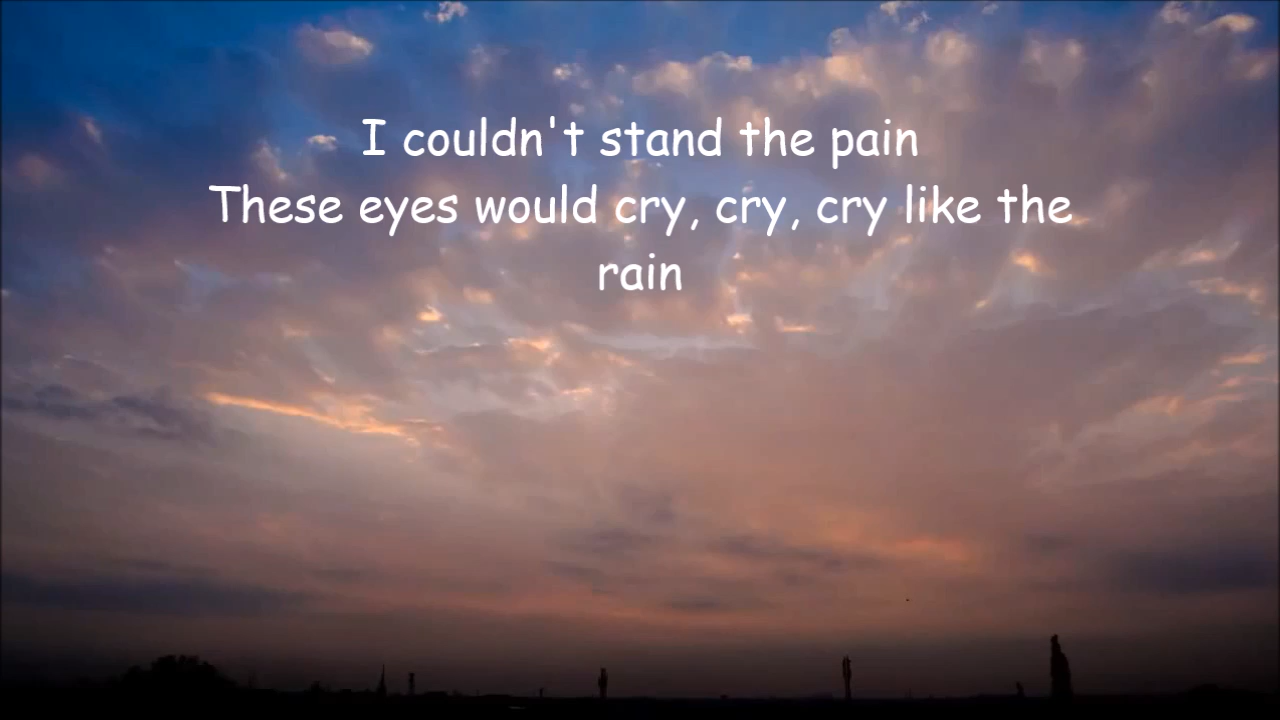 I couldn't stand the pain
These eyes would cry, cry, cry like the
rain